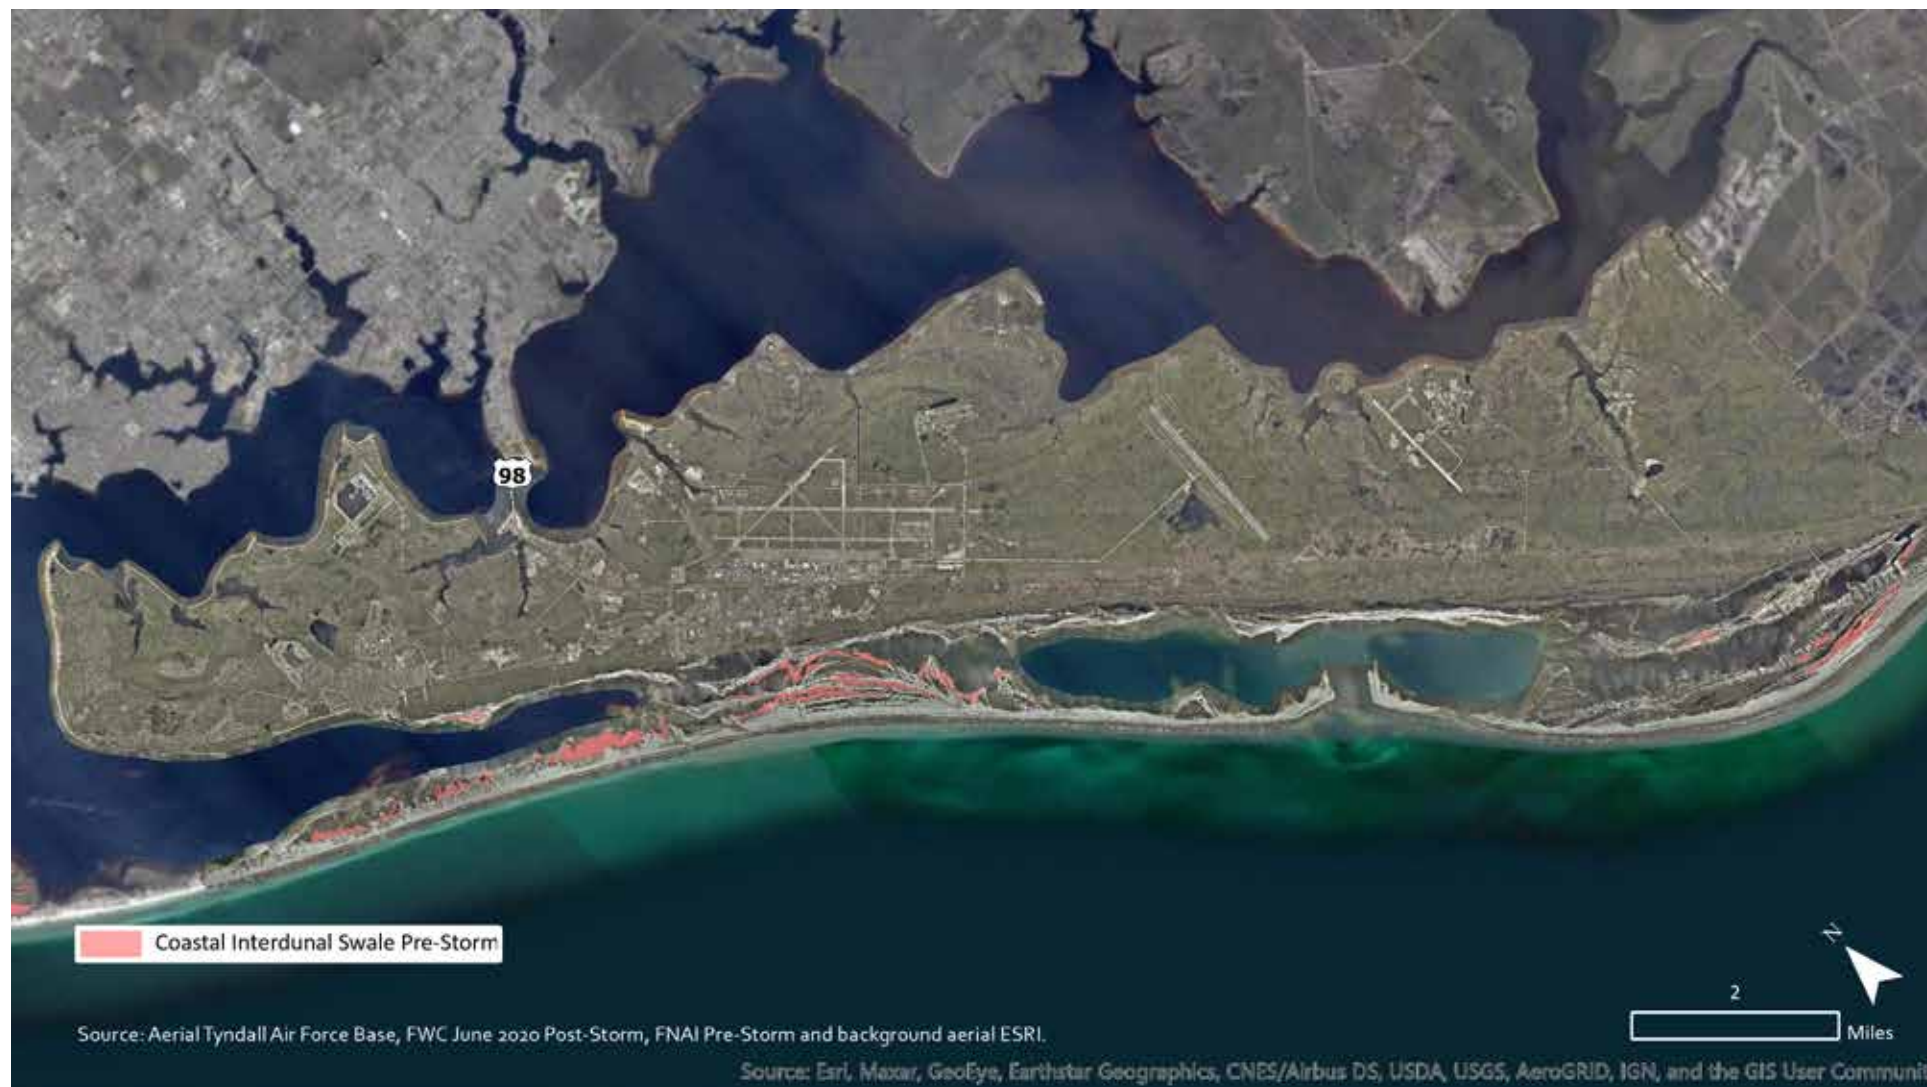 98
Coastal Interdunal Swale Pre-Storm
N
2
Miles
Source: Aerial Tyndall Air Force Base, FWC June 2020 Post-Storm, FNAI Pre-Storm and background aerial ESRI.
Source: Esri, Maxar, GeoEye, Earthstar Geographics, CNES/Airbus DS, USDA, USGS, AeroGRID, IGN, and the GIS User Communi